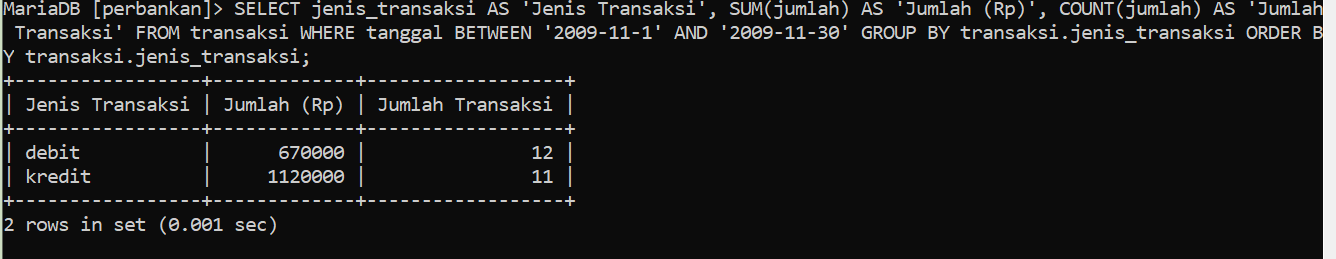 MariaDB [perbankan]> SELECT jenis_transaksi AS 'Jenis Transaksi', SUM(jumlah) AS 'Jumlah (Rp)', COUNT(jumlah) AS 'Jumlah
 Transaksi' FROM transaksi WHERE tanggal BETWEEN '2009-11-1' AND '2009-11-30' GROUP BY transaksi.jenis_transaksi ORDER B
Y transaksi.jenis_transaksi;
+-----------------+-------------+------------------+
| Jenis Transaksi | Jumlah (Rp) | Jumlah Transaksi |
+-----------------+-------------+------------------+
| debit           |      670000 |               12 |
| kredit          |     1120000 |               11 |
+-----------------+-------------+------------------+
2 rows in set (0.001 sec)